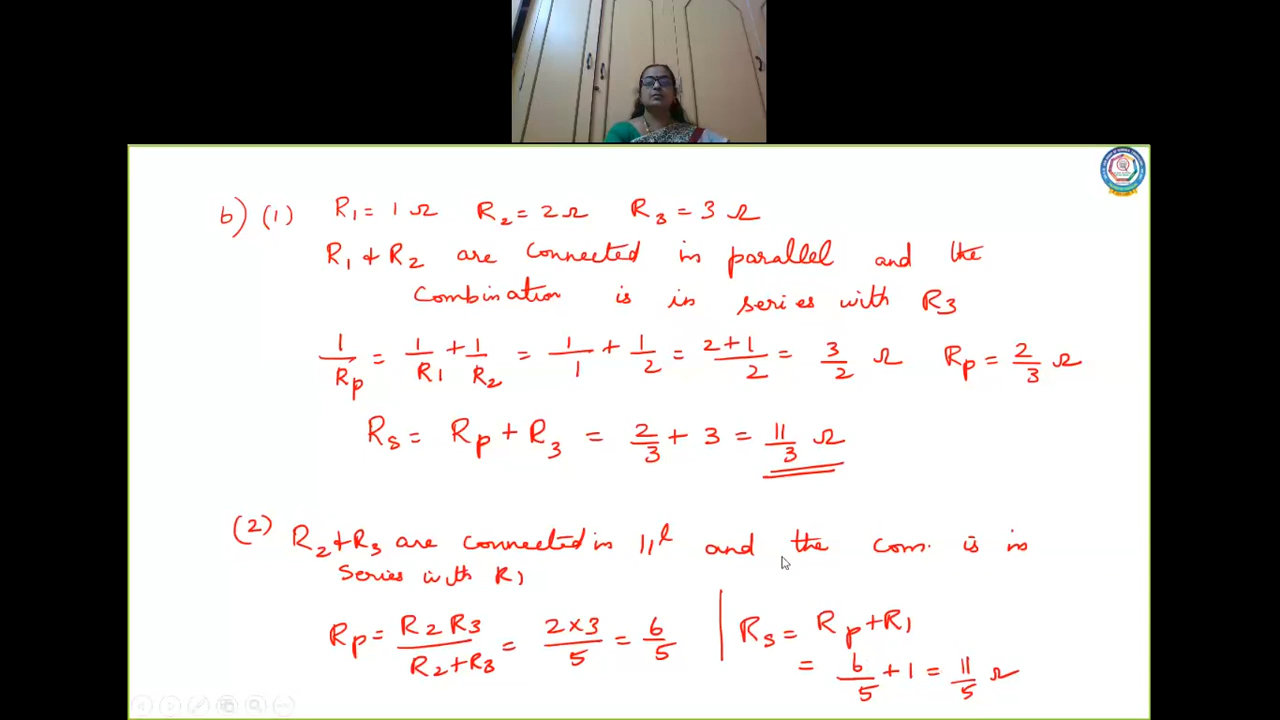 b) (1) R1 = 1 Ω R2 = 2 Ω R3 = 3 Ω
R1 + R2 are connected in parallel and the
Combination is in series with R3
1/Rp = 1/R1 + 1/R2 = 1/1 + 1/2 = 2+1/2 = 3/2 Ω Rp = 2/3 Ω
Rs = Rp + R3 = 2/3 + 3 = 11/3 Ω
(2) R2 + R3 are connected in 11l and the com. is in
Series with R1
Rp = R2 R3/R2+R3 = 2×3/5 = 6/5
Rs = Rp + R1
= 6/5 + 1 = 11/5 Ω